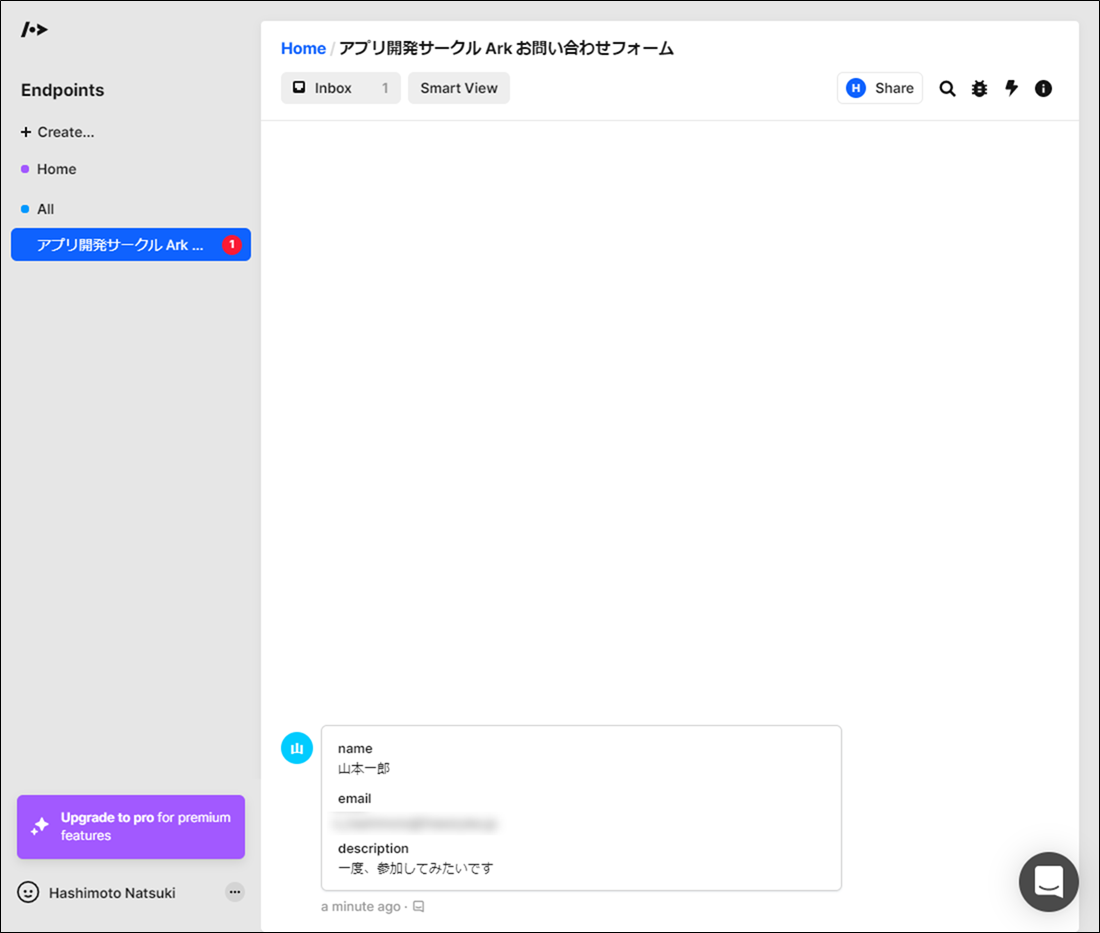 Endpoints
+ Create...
Home
All
アプリ開発サークル Ark ... 1
Upgrade to pro for premium
features
Hashimoto Natsuki
Home / アプリ開発サークル Ark お問い合わせフォーム
Inbox 1
Smart View
H Share
山
name
山本一郎
email
description
一度、参加してみたいです
a minute ago ·